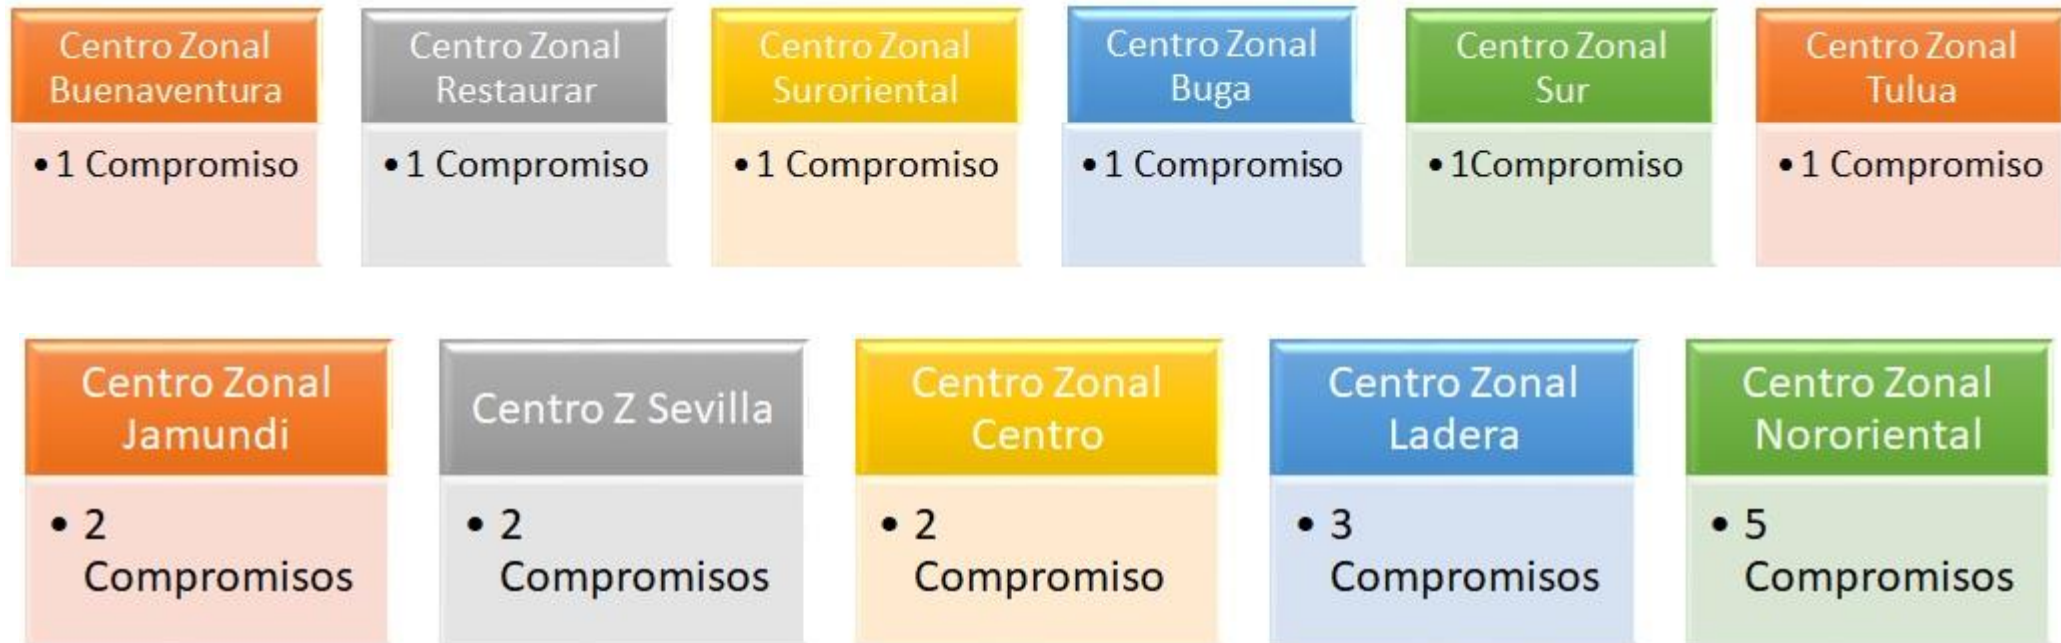 Centro Zonal
Buenaventura
• 1 Compromiso
Centro Zonal
Restaurar
• 1 Compromiso
Centro Zonal
Suroriental
• 1 Compromiso
Centro Zonal
Buga
• 1 Compromiso
Centro Zonal
Sur
• 1Compromiso
Centro Zonal
Tulua
• 1 Compromiso
Centro Zonal
Jamundi
• 2
Compromisos
Centro Z Sevilla
• 2
Compromisos
Centro Zonal
Centro
• 2
Compromiso
Centro Zonal
Ladera
• 3
Compromisos
Centro Zonal
Nororiental
• 5
Compromisos